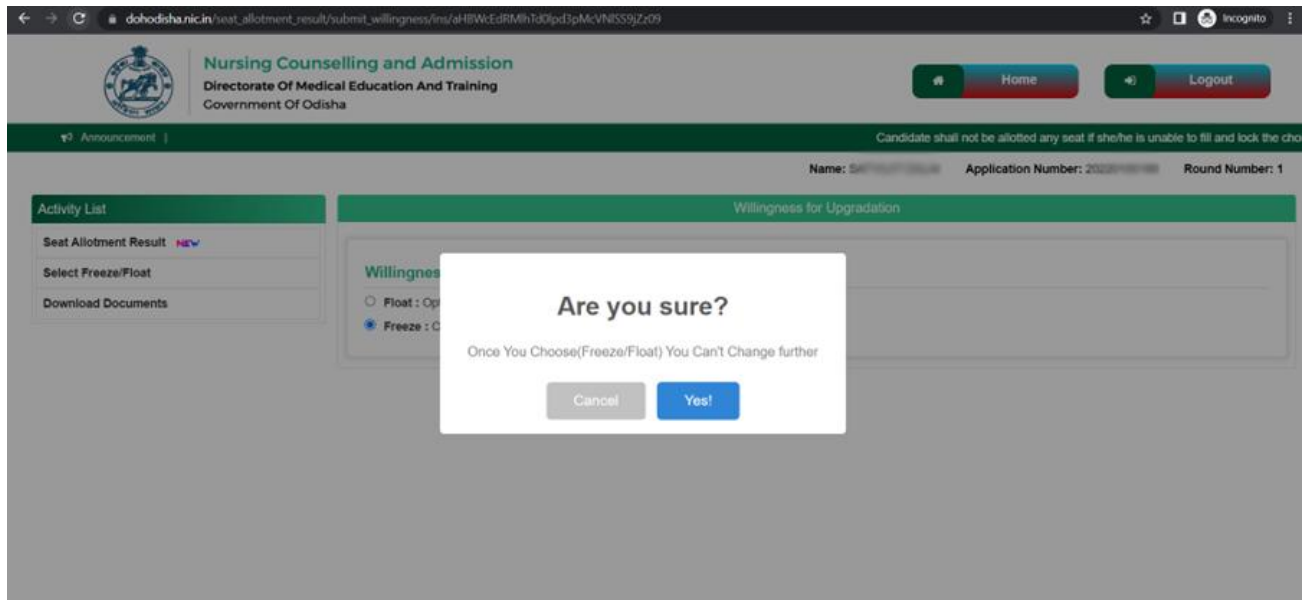 dohodisha.nic.in/seat_allotment_result/submit_willingness/ins/
Incognito
Nursing Counselling and Admission
Directorate Of Medical Education And Training
Government Of Odisha
Home
Logout
Announcement |
Candidate shall not be allotted any seat if she/he is unable to fill and lock the cho
Name:
Application Number:
Round Number: 1
Activity List
Willingness for Upgradation
Seat Allotment Result NEW
Select Freeze/Float
Download Documents
Willingnes
Float : Op
Freeze : C
Are you sure?
Once You Choose(Freeze/Float) You Can't Change further
Cancel
Yes!